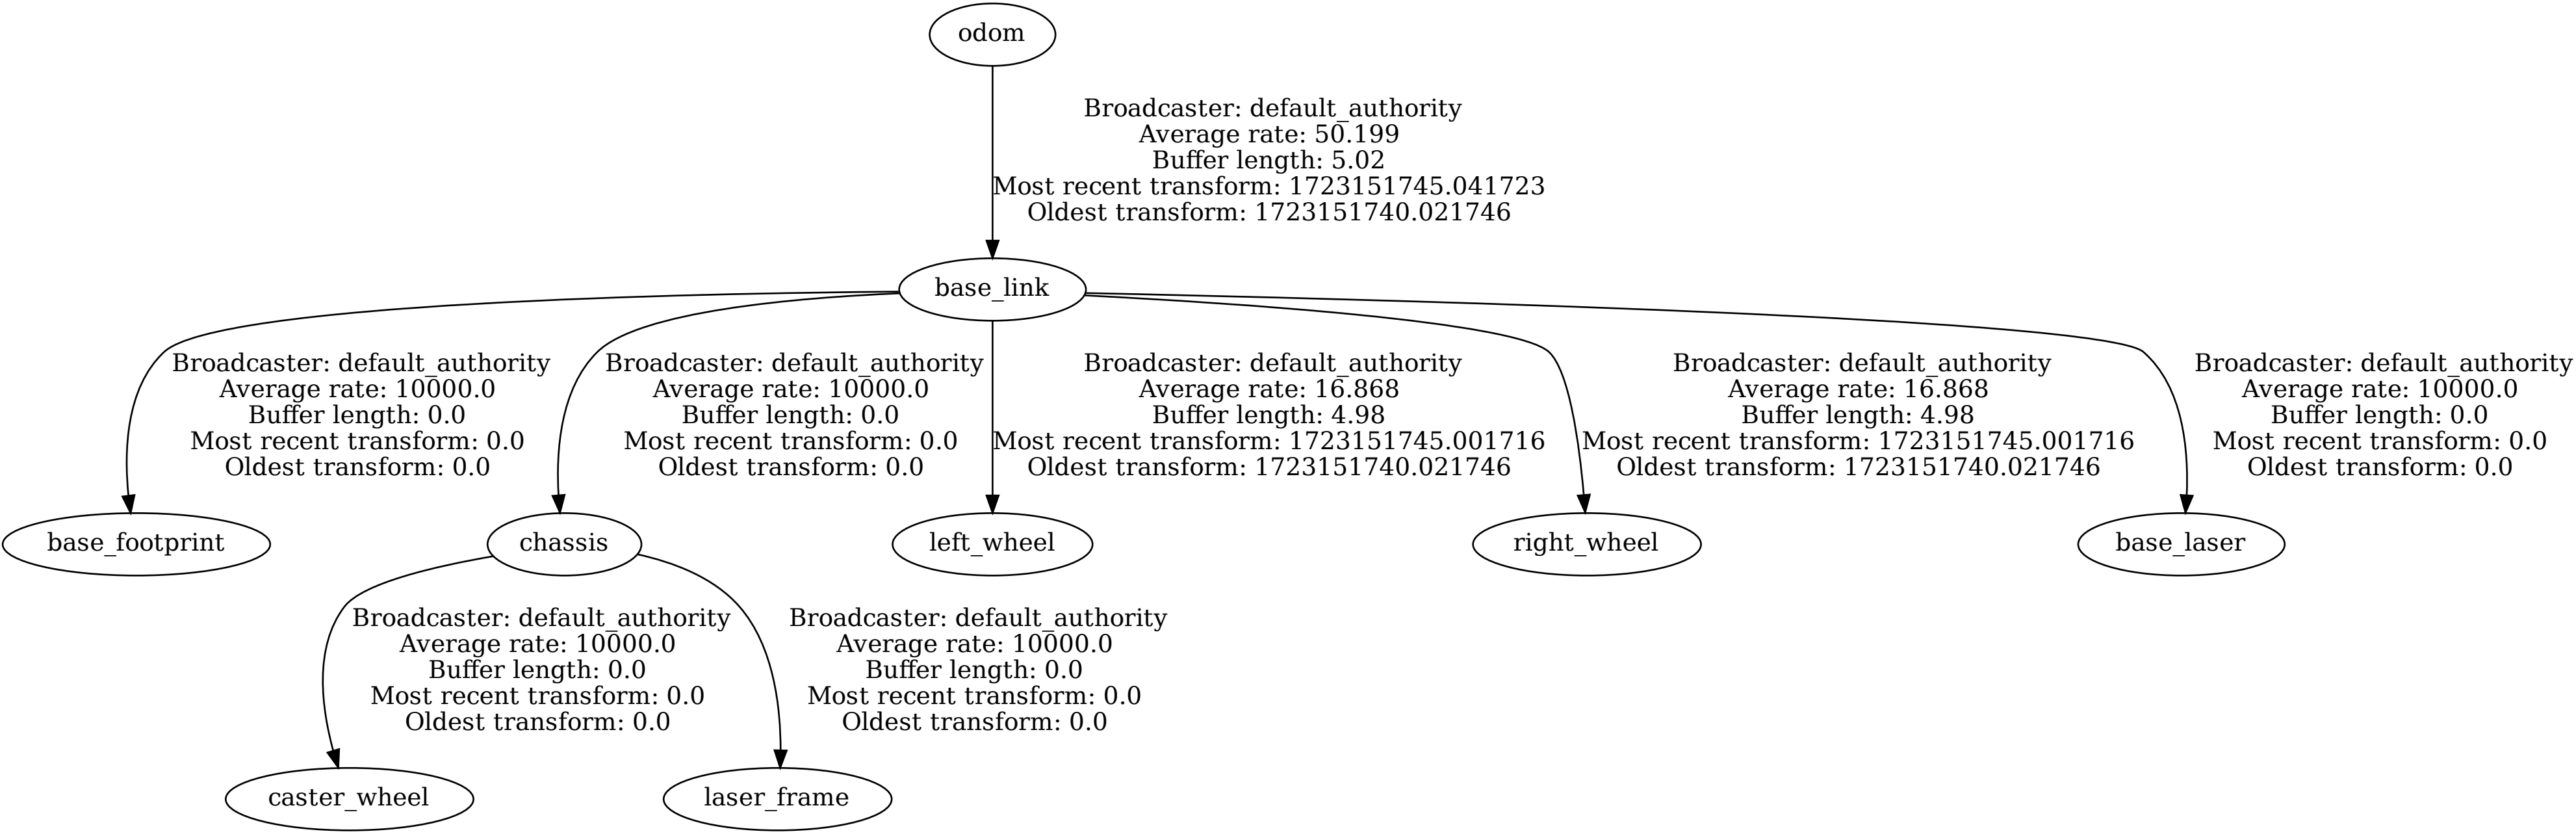 odom
Broadcaster: default_authority
Average rate: 50.199
Buffer length: 5.02
Most recent transform: 1723151745.041723
Oldest transform: 1723151740.021746
base_link
Broadcaster: default_authority
Average rate: 10000.0
Buffer length: 0.0
Most recent transform: 0.0
Oldest transform: 0.0
Broadcaster: default_authority
Average rate: 10000.0
Buffer length: 0.0
Most recent transform: 0.0
Oldest transform: 0.0
Broadcaster: default_authority
Average rate: 16.868
Buffer length: 4.98
Most recent transform: 1723151745.001716
Oldest transform: 1723151740.021746
Broadcaster: default_authority
Average rate: 16.868
Buffer length: 4.98
Most recent transform: 1723151745.001716
Oldest transform: 1723151740.021746
Broadcaster: default_authority
Average rate: 10000.0
Buffer length: 0.0
Most recent transform: 0.0
Oldest transform: 0.0
base_footprint
chassis
left_wheel
right_wheel
base_laser
Broadcaster: default_authority
Average rate: 10000.0
Buffer length: 0.0
Most recent transform: 0.0
Oldest transform: 0.0
Broadcaster: default_authority
Average rate: 10000.0
Buffer length: 0.0
Most recent transform: 0.0
Oldest transform: 0.0
caster_wheel
laser_frame